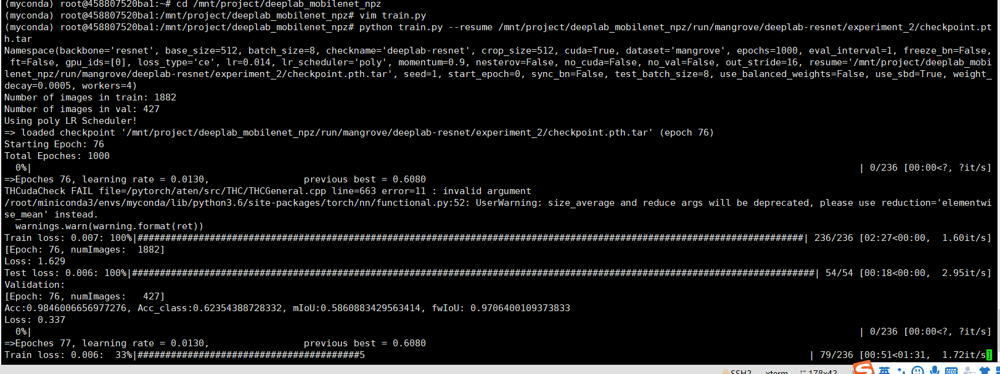 (myconda) root@458807520ba1:~# cd /mnt/project/deeplab_mobilenet_npz
(myconda) root@458807520ba1:/mnt/project/deeplab_mobilenet_npz# vim train.py
(myconda) root@458807520ba1:/mnt/project/deeplab_mobilenet_npz# python train.py --resume /mnt/project/deeplab_mobilenet_npz/run/mangrove/deeplab-resnet/experiment_2/checkpoint.pt
h.tar
Namespace(backbone='resnet', base_size=512, batch_size=8, checkname='deeplab-resnet', crop_size=512, cuda=True, dataset='mangrove', epochs=1000, eval_interval=1, freeze_bn=False,
 ft=False, gpu_ids=[0], loss_type='ce', lr=0.014, lr_scheduler='poly', momentum=0.9, nesterov=False, no_cuda=False, no_val=False, out_stride=16, resume='/mnt/project/deeplab_mobi
lenet_npz/run/mangrove/deeplab-resnet/experiment_2/checkpoint.pth.tar', seed=1, start_epoch=0, sync_bn=False, test_batch_size=8, use_balanced_weights=False, use_sbd=True, weight_
decay=0.0005, workers=4)
Number of images in train: 1882
Number of images in val: 427
Using poly LR Scheduler!
=> loaded checkpoint '/mnt/project/deeplab_mobilenet_npz/run/mangrove/deeplab-resnet/experiment_2/checkpoint.pth.tar' (epoch 76)
Starting Epoch: 76
Total Epoches: 1000
  0%| | 0/236 [00:00<?, ?it/s]
=>Epoches 76, learning rate = 0.0130, previous best = 0.6080
THCudaCheck FAIL file=/pytorch/aten/src/THC/THCGeneral.cpp line=663 error=11 : invalid argument
/root/miniconda3/envs/myconda/lib/python3.6/site-packages/torch/nn/functional.py:52: UserWarning: size_average and reduce args will be deprecated, please use reduction='elementwi
se_mean' instead.
  warnings.warn(warning.format(ret))
Train loss: 0.007: 100%|########################################################################################################################| 236/236 [02:27<00:00,  1.60it/s]
[Epoch: 76, numImages:  1882]
Loss: 1.629
Test loss: 0.006: 100%|###########################################################################################################################| 54/54 [00:18<00:00,  2.95it/s]
Validation:
[Epoch: 76, numImages:   427]
Acc:0.9846006656977276, Acc_class:0.62354388728332, mIoU:0.5860883429563414, fwIoU: 0.9706400109373833
Loss: 0.337
  0%| | 0/236 [00:00<?, ?it/s]
=>Epoches 77, learning rate = 0.0130, previous best = 0.6080
Train loss: 0.006:  33%|########################################5 | 79/236 [00:51<01:31,  1.72it/s]
SSH2 xterm 178x42 英